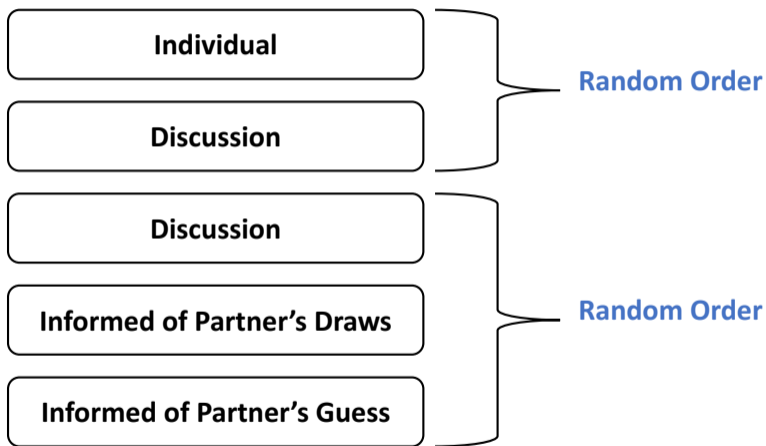 Individual
Random Order
Discussion
Discussion
Informed of Partner's Draws
Random Order
Informed of Partner's Guess